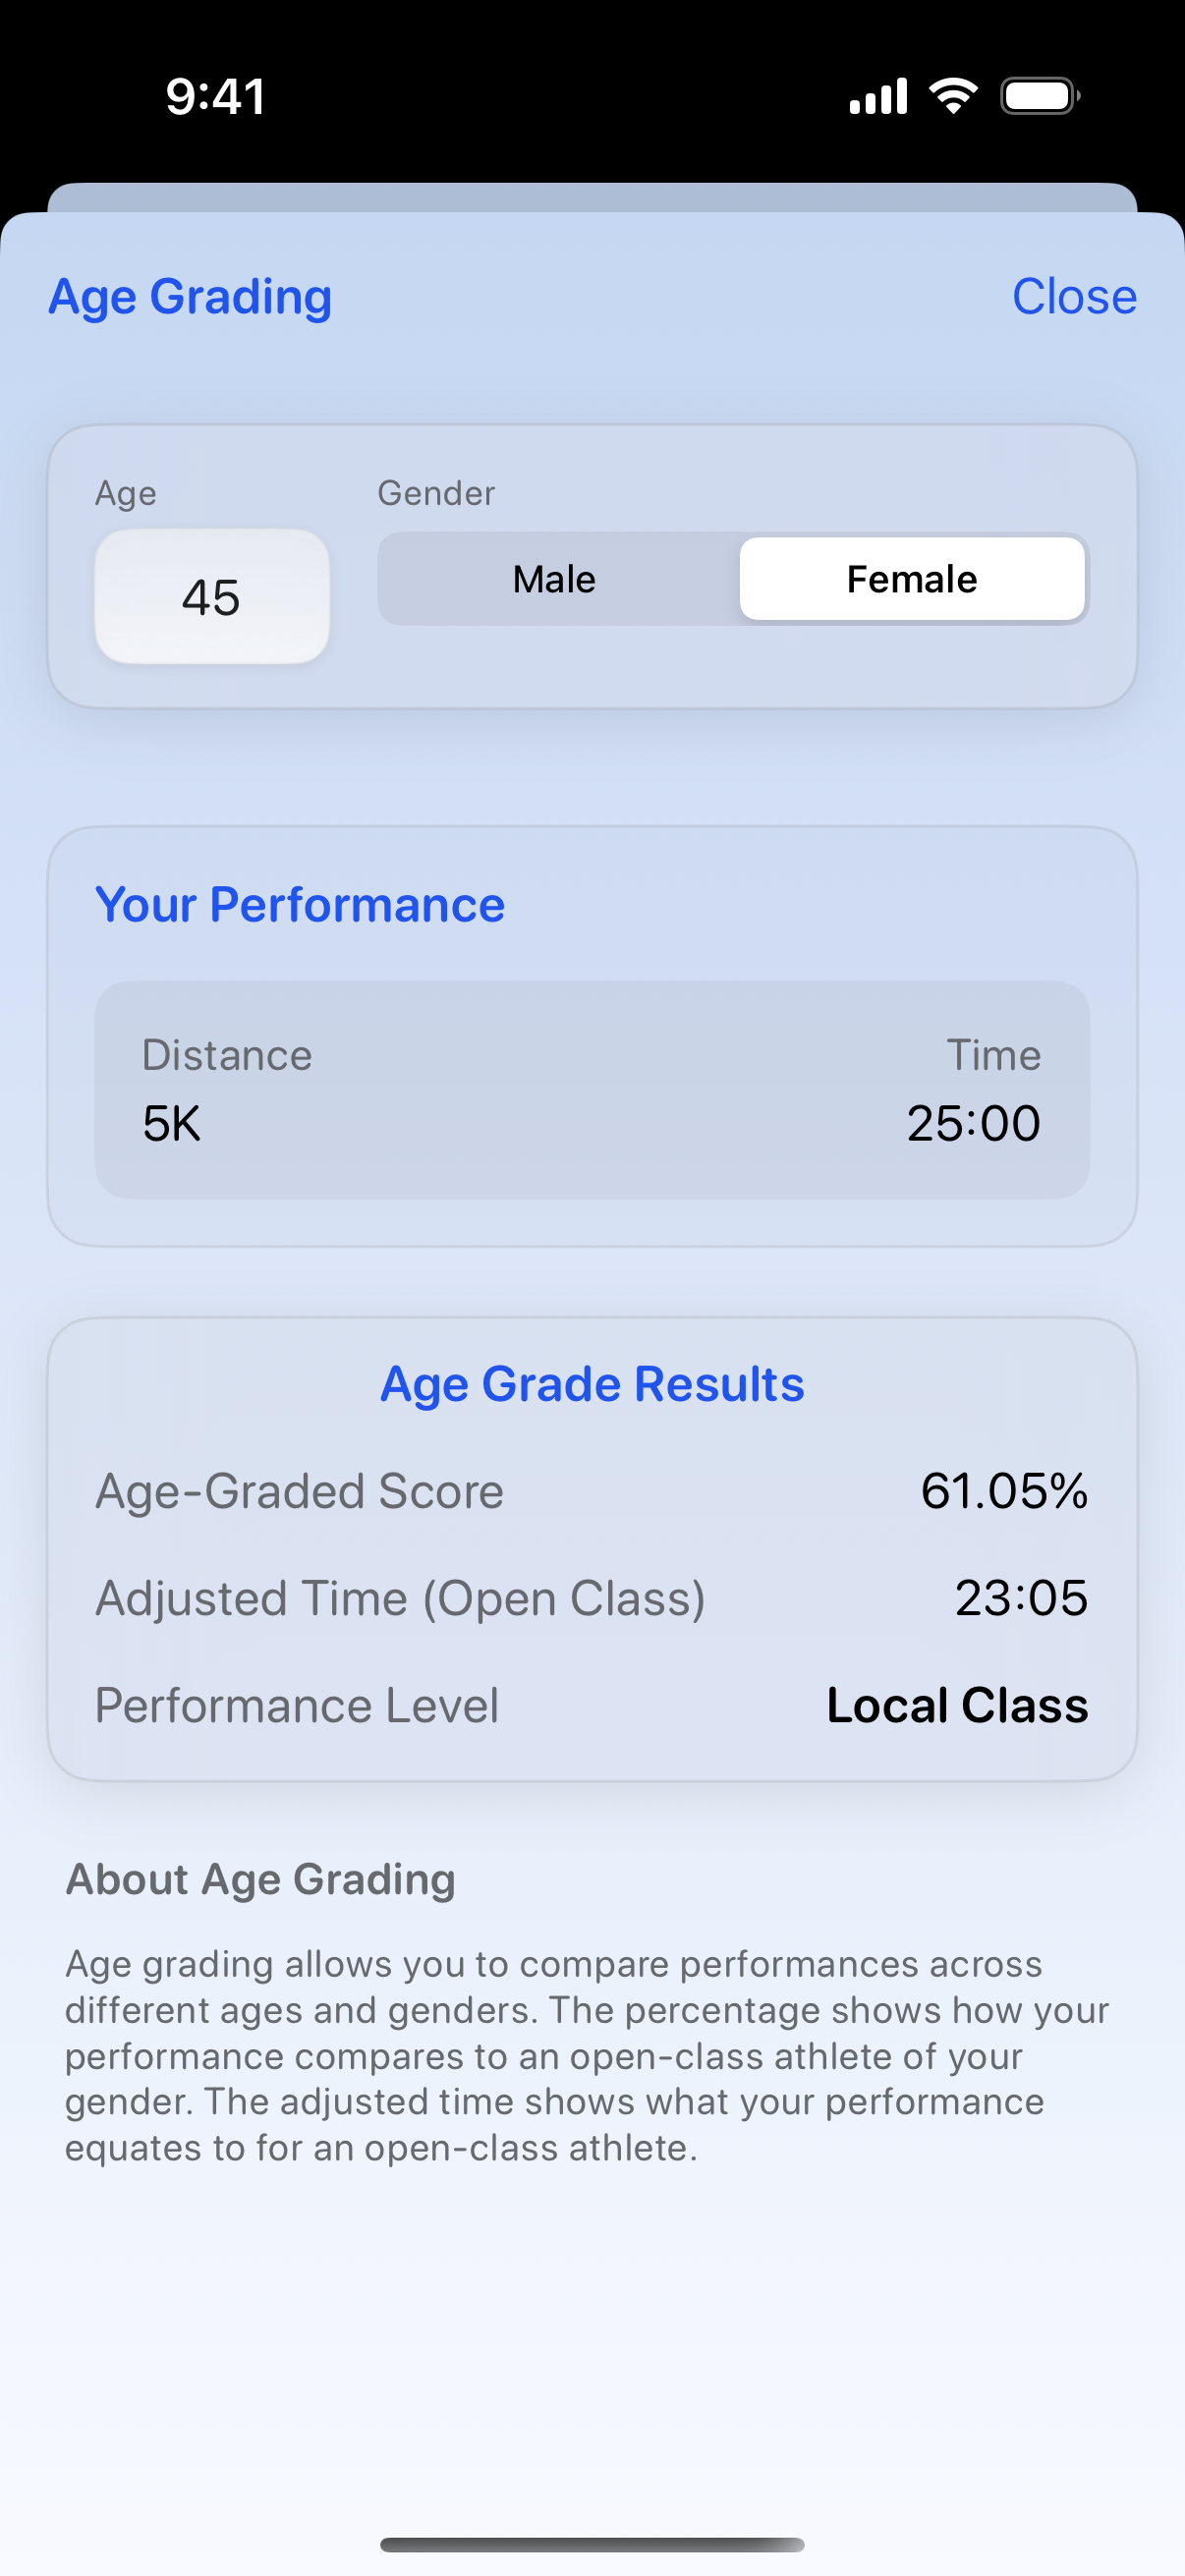 9:41
Age Grading
Close
Age
Gender
45
Male
Female
Your Performance
Distance
Time
5K
25:00
Age Grade Results
Age-Graded Score
61.05%
Adjusted Time (Open Class)
23:05
Performance Level
Local Class
About Age Grading
Age grading allows you to compare performances across
different ages and genders. The percentage shows how your
performance compares to an open-class athlete of your
gender. The adjusted time shows what your performance
equates to for an open-class athlete.